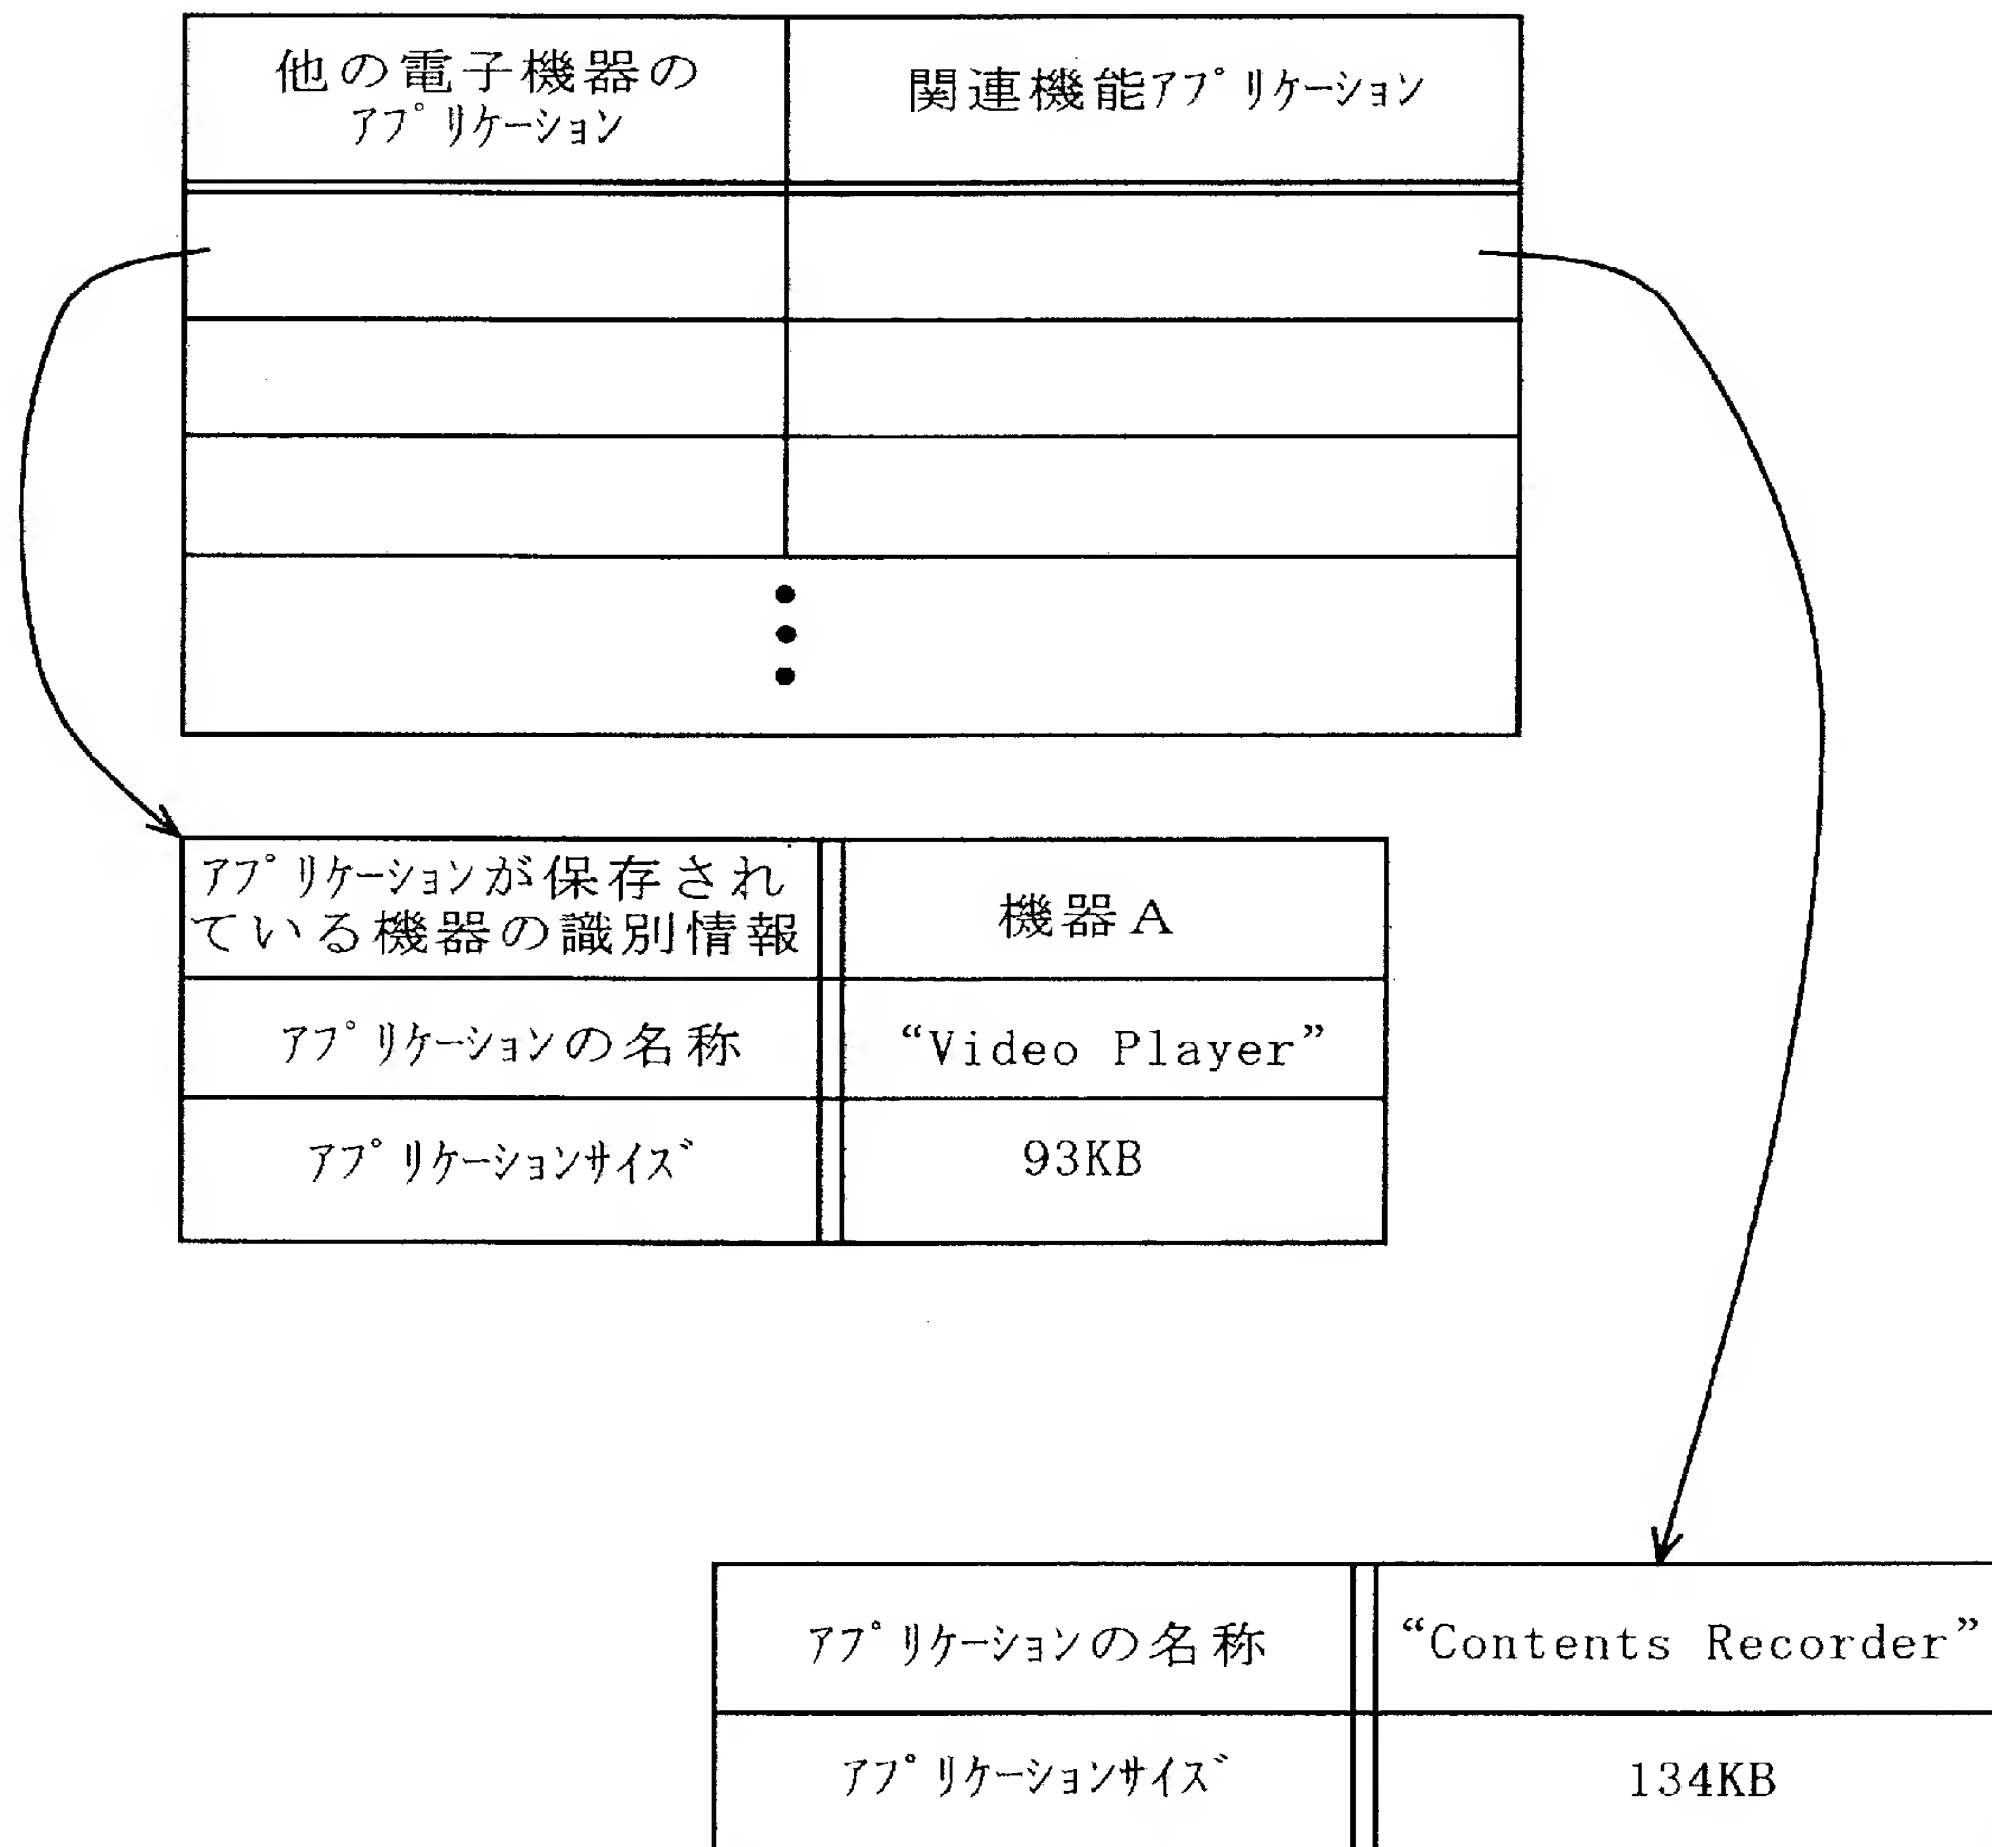 他の電子機器の
アプリケーション
関連機能アプリケーション
アプリケーションが保存され
ている機器の識別情報
機器A
アプリケーションの名称
“Video Player”
アプリケーションサイズ
93KB
アプリケーションの名称
“Contents Recorder”
アプリケーションサイズ
134KB